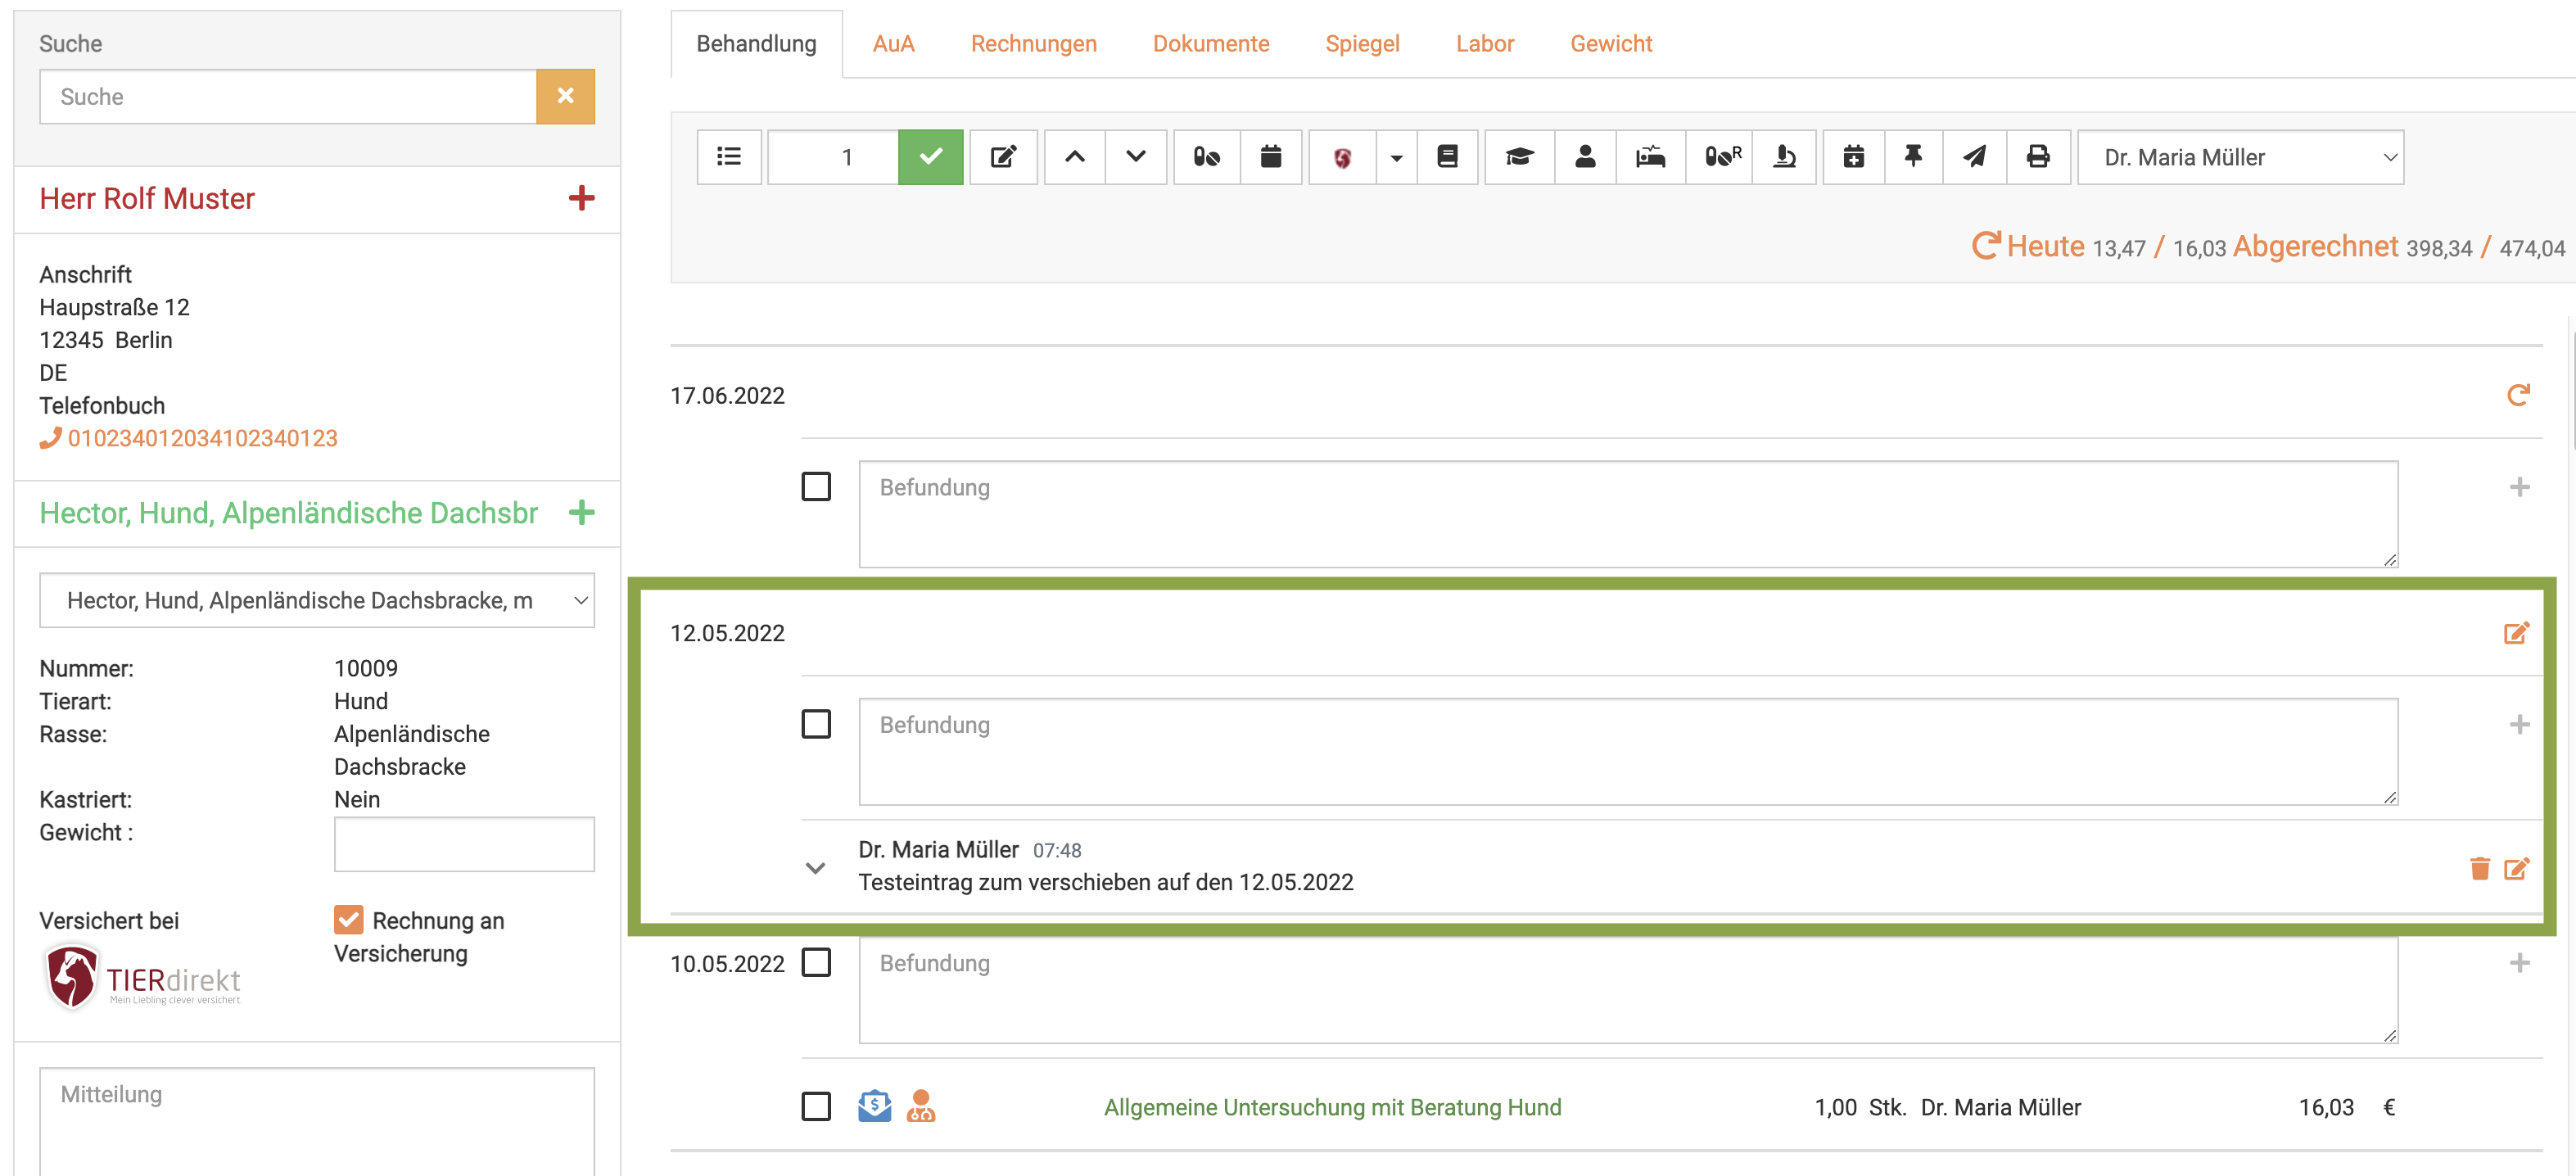 Suche
Suche
Herr Rolf Muster
Anschrift
Haupstraße 12
12345 Berlin
DE
Telefonbuch
010234012034102340123
Hector, Hund, Alpenländische Dachsbr
Hector, Hund, Alpenländische Dachsbracke, m
Nummer: 10009
Tierart: Hund
Rasse: Alpenländische
Dachsbracke
Kastriert: Nein
Gewicht :
Versichert bei
Rechnung an
Versicherung
TIERdirekt
Mein Liebling clever versichert.
Mitteilung
Behandlung AuA Rechnungen Dokumente Spiegel Labor Gewicht
1 R Dr. Maria Müller
Heute 13,47 / 16,03 Abgerechnet 398,34 / 474,04
17.06.2022
Befundung
12.05.2022
Befundung
Dr. Maria Müller 07:48
Testeintrag zum verschieben auf den 12.05.2022
10.05.2022 Befundung
$ Allgemeine Untersuchung mit Beratung Hund 1,00 Stk. Dr. Maria Müller 16,03 €